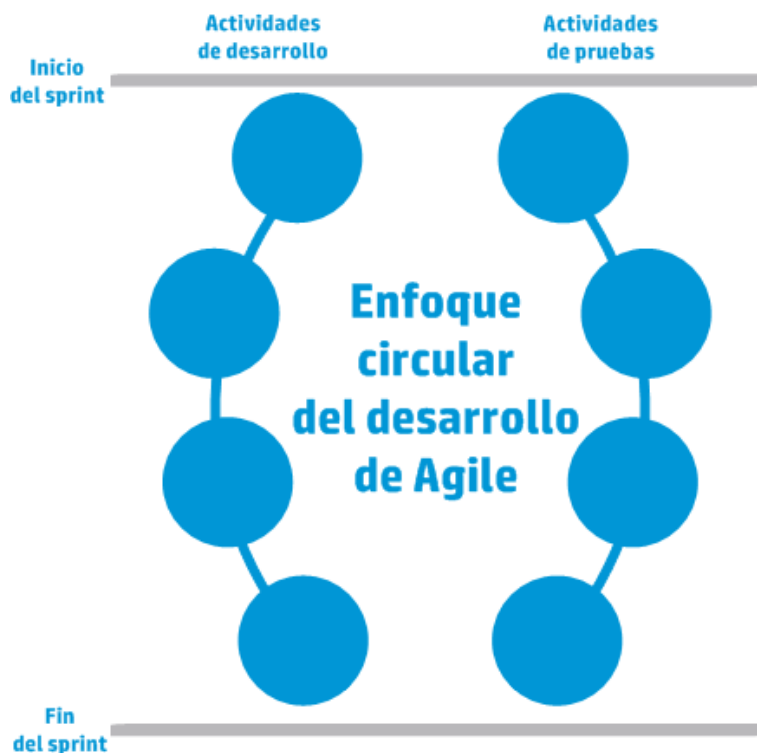 Actividades
de desarrollo
Actividades
de pruebas
Inicio
del sprint
Enfoque
circular
del desarrollo
de Agile
Fin
del sprint